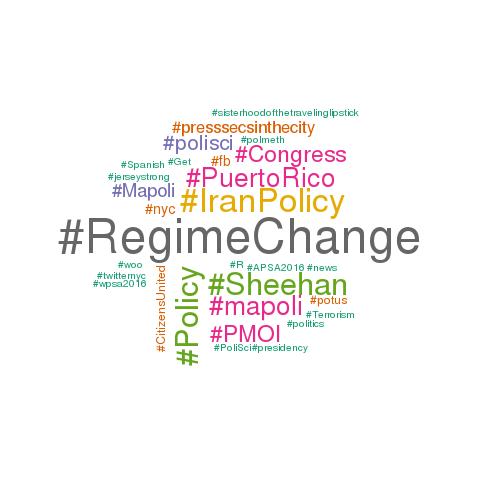 #sisterhoodofthetravelinglipstick
#presssecsinthecity
#polisci #polmeth
#Congress
#Spanish #Get #fb
#jerseystrong #PuertoRico
#Mapoli #IranPolicy
#nyc
#RegimeChange
#woo #R #APSA2016 #news
#twitternyc #Sheehan
#wpsa2016
#CitizensUnited
#Policy
#mapoli #potus
#Terrorism
#politics
#PMOI
#PoliSci #presidency